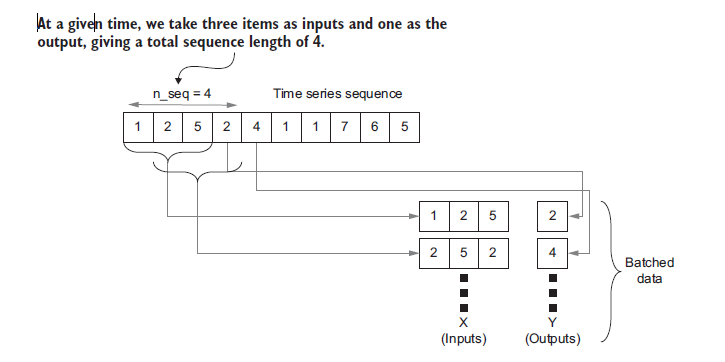 At a given time, we take three items as inputs and one as the
output, giving a total sequence length of 4.
n_seq = 4 Time series sequence
1 2 5 2 4 1 1 7 6 5
1 2 5 2
2 5 2 4
Batched
data
X Y
(Inputs) (Outputs)